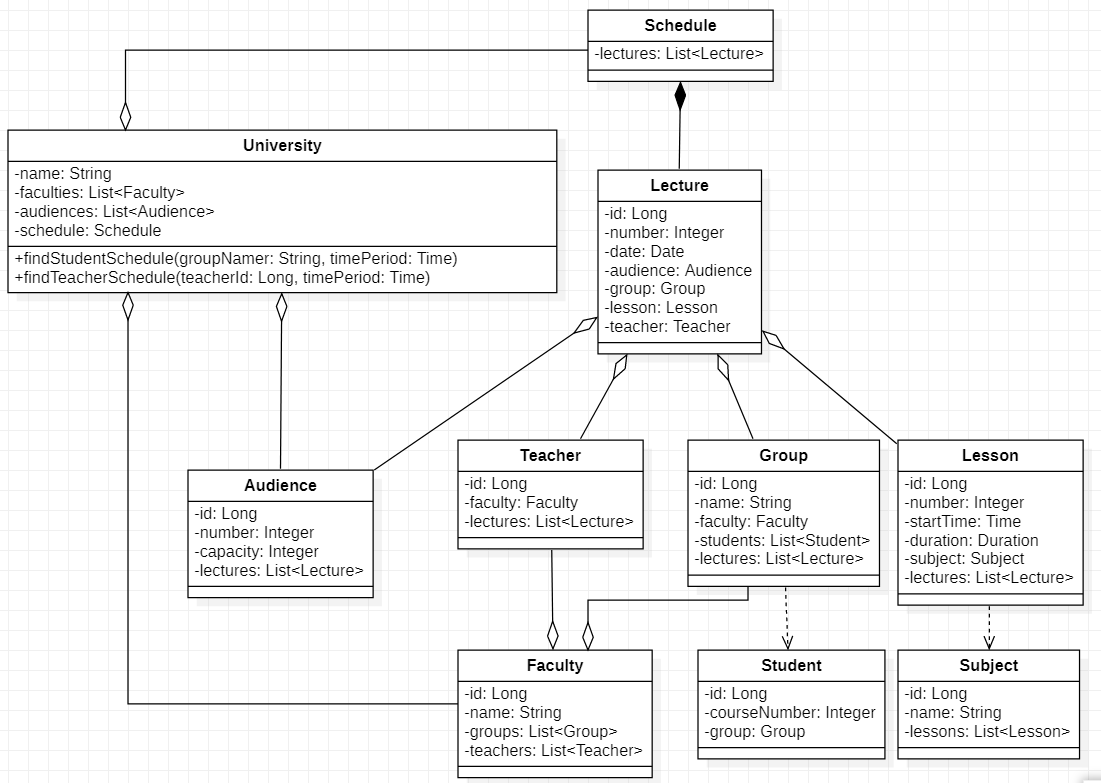 Schedule
-lectures: List<Lecture>
University
-name: String
-faculties: List<Faculty>
-audiences: List<Audience>
-schedule: Schedule
+findStudentSchedule(groupNamer: String, timePeriod: Time)
+findTeacherSchedule(teacherId: Long, timePeriod: Time)
Lecture
-id: Long
-number: Integer
-date: Date
-audience: Audience
-group: Group
-lesson: Lesson
-teacher: Teacher
Audience
-id: Long
-number: Integer
-capacity: Integer
-lectures: List<Lecture>
Teacher
-id: Long
-faculty: Faculty
-lectures: List<Lecture>
Group
-id: Long
-name: String
-faculty: Faculty
-students: List<Student>
-lectures: List<Lecture>
Lesson
-id: Long
-number: Integer
-startTime: Time
-duration: Duration
-subject: Subject
-lectures: List<Lecture>
Faculty
-id: Long
-name: String
-groups: List<Group>
-teachers: List<Teacher>
Student
-id: Long
-courseNumber: Integer
-group: Group
Subject
-id: Long
-name: String
-lessons: List<Lesson>